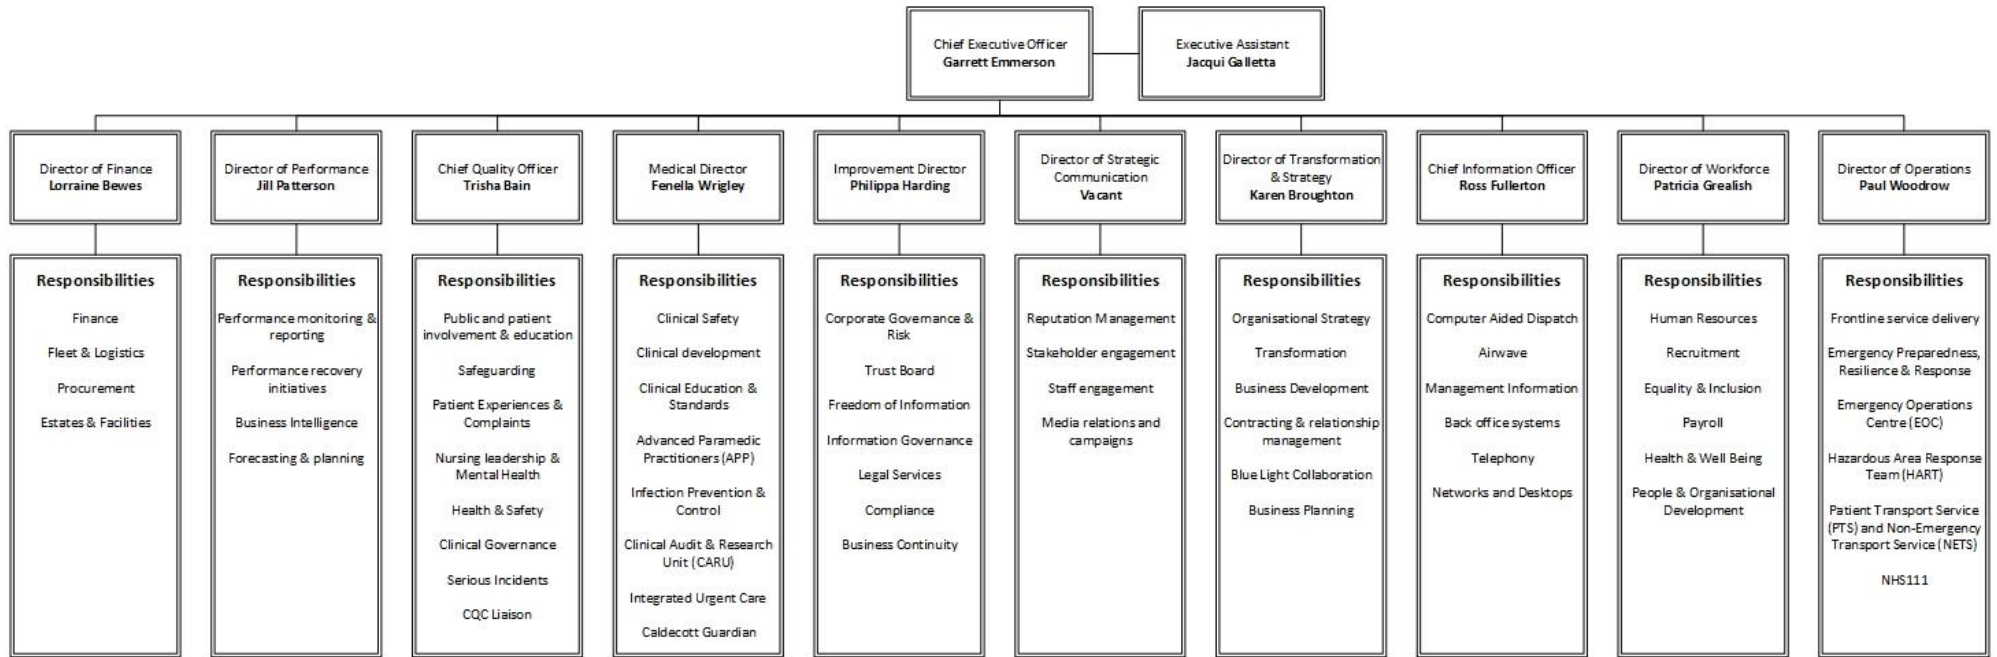 Chief Executive Officer
Garrett Emmerson
Executive Assistant
Jacqui Galletta
Director of Finance
Lorraine Bewes
Director of Performance
Jill Patterson
Chief Quality Officer
Trisha Bain
Medical Director
Fenella Wrigley
Improvement Director
Philippa Harding
Director of Strategic
Communication
Vacant
Director of Transformation
& Strategy
Karen Broughton
Chief Information Officer
Ross Fullerton
Director of Workforce
Patricia Grealish
Director of Operations
Paul Woodrow
Responsibilities
Finance
Fleet & Logistics
Procurement
Estates & Facilities
Responsibilities
Performance monitoring &
reporting
Performance recovery
initiatives
Business Intelligence
Forecasting & planning
Responsibilities
Public and patient
involvement & education
Safeguarding
Patient Experiences &
Complaints
Nursing leadership &
Mental Health
Health & Safety
Clinical Governance
Serious Incidents
CQC Liaison
Responsibilities
Clinical Safety
Clinical development
Clinical Education &
Standards
Advanced Paramedic
Practitioners (APP)
Infection Prevention &
Control
Clinical Audit & Research
Unit (CARU)
Integrated Urgent Care
Caldecott Guardian
Responsibilities
Corporate Governance &
Risk
Trust Board
Freedom of Information
Information Governance
Legal Services
Compliance
Business Continuity
Responsibilities
Reputation Management
Stakeholder engagement
Staff engagement
Media relations and
campaigns
Responsibilities
Organisational Strategy
Transformation
Business Development
Contracting & relationship
management
Blue Light Collaboration
Business Planning
Responsibilities
Computer Aided Dispatch
Airwave
Management Information
Back office systems
Telephony
Networks and Desktops
Responsibilities
Human Resources
Recruitment
Equality & Inclusion
Payroll
Health & Well Being
People & Organisational
Development
Responsibilities
Frontline service delivery
Emergency Preparedness,
Resilience & Response
Emergency Operations
Centre (EOC)
Hazardous Area Response
Team (HART)
Patient Transport Service
(PTS) and Non-Emergency
Transport Service (NETS)
NHS111